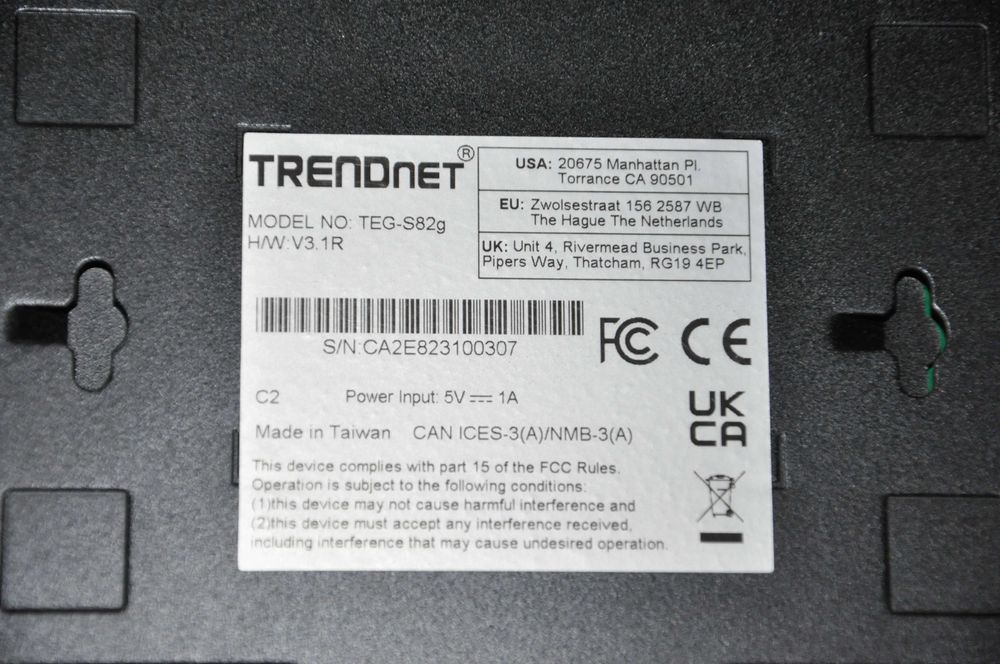 TRENDNET®
MODEL NO: TEG-S82g
H/W:V3.1R
USA: 20675 Manhattan Pl.
Torrance CA 90501
EU: Zwolsestraat 156 2587 WB
The Hague The Netherlands
UK: Unit 4, Rivermead Business Park,
Pipers Way, Thatcham, RG19 4EP
S/N:CA2E823100307
FC CE
C2 Power Input: 5V ⎓ 1A
UK
CA
Made in Taiwan CAN ICES-3(A)/NMB-3(A)
This device complies with part 15 of the FCC Rules.
Operation is subject to the following conditions:
(1)this device may not cause harmful interference and
(2)this device must accept any interference received,
including interference that may cause undesired operation.